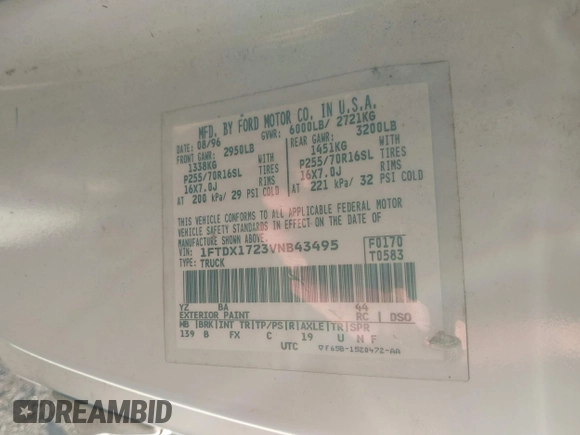 MFD. BY FORD MOTOR CO. IN U.S.A.
DATE: 08/96 GVWR: 6000LB/ 2721KG
FRONT GAWR: 2950LB REAR GAWR: 3200LB
1338KG WITH 1451KG WITH
P255/70R16SL TIRES P255/70R16SL TIRES
16X7.0J RIMS 16X7.0J RIMS
AT 200 kPa/ 29 PSI COLD AT 221 kPa/ 32 PSI COLD
THIS VEHICLE CONFORMS TO ALL APPLICABLE FEDERAL MOTOR
VEHICLE SAFETY STANDARDS IN EFFECT ON THE DATE OF
MANUFACTURE SHOWN ABOVE.
VIN: 1FTDX1723VNB43495 F0170
TYPE: TRUCK T0583
YZ BA 44
EXTERIOR PAINT RC DSO
WB BRK INT TR TP/PS R AXLE TR SPR
139 B FX C 19 U N F
UTC
DREAMBID